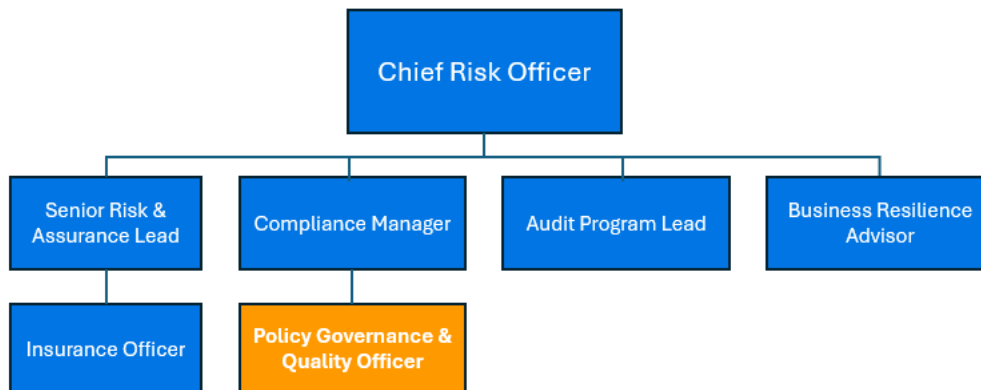 Chief Risk Officer
Senior Risk &
Assurance Lead
Compliance Manager
Audit Program Lead
Business Resilience
Advisor
Insurance Officer
Policy Governance &
Quality Officer